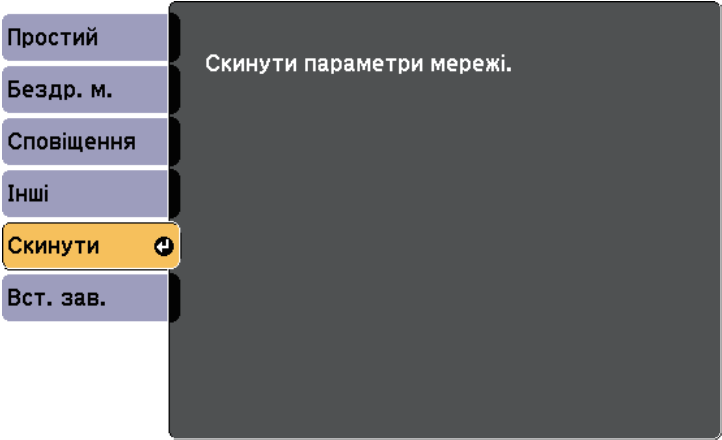 Простий
Бездр. м.
Сповіщення
Інші
Скинути
Вст. зав.
Скинути параметри мережі.